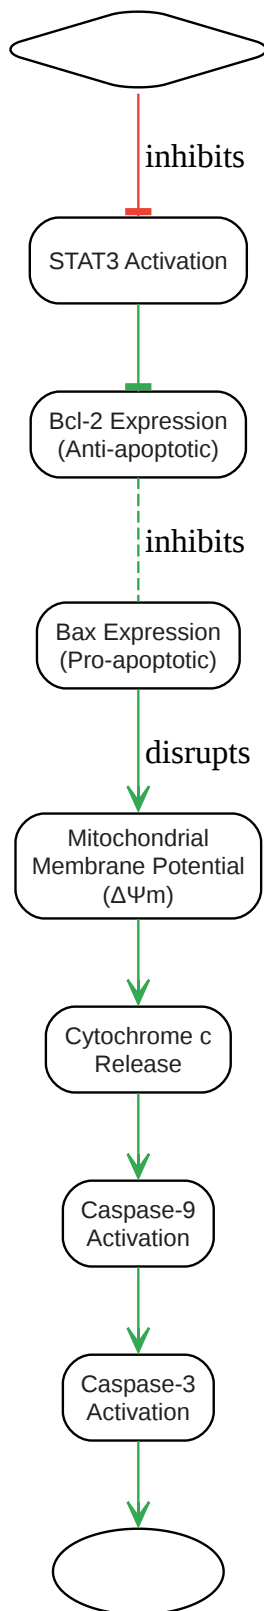 inhibits
STAT3 Activation
Bcl-2 Expression
(Anti-apoptotic)
inhibits
Bax Expression
(Pro-apoptotic)
disrupts
Mitochondrial
Membrane Potential
(ΔΨm)
Cytochrome c
Release
Caspase-9
Activation
Caspase-3
Activation